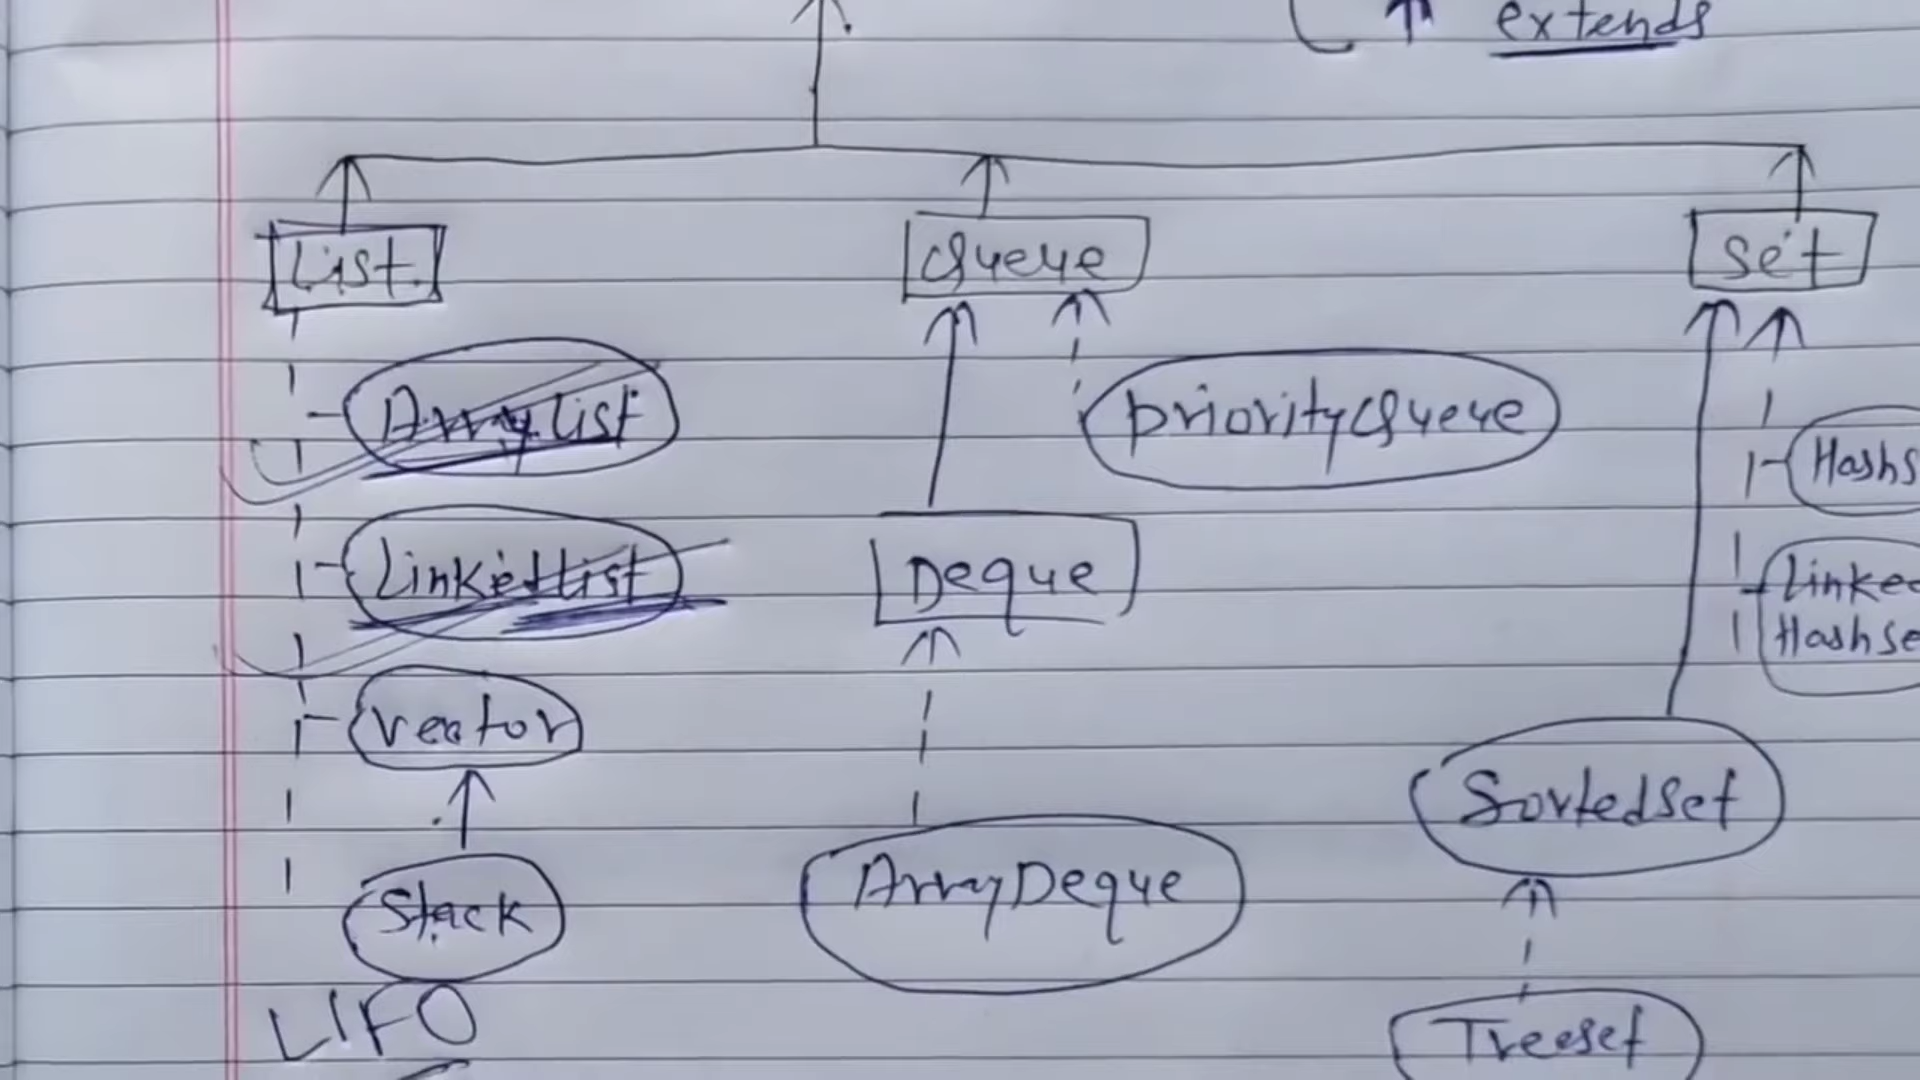 extends
List
Queue
Set
ArrayList
priorityQueue
HashS
LinkedList
Deque
Linked
HashSe
vector
SortedSet
Stack
ArrayDeque
LIFO
Treeset